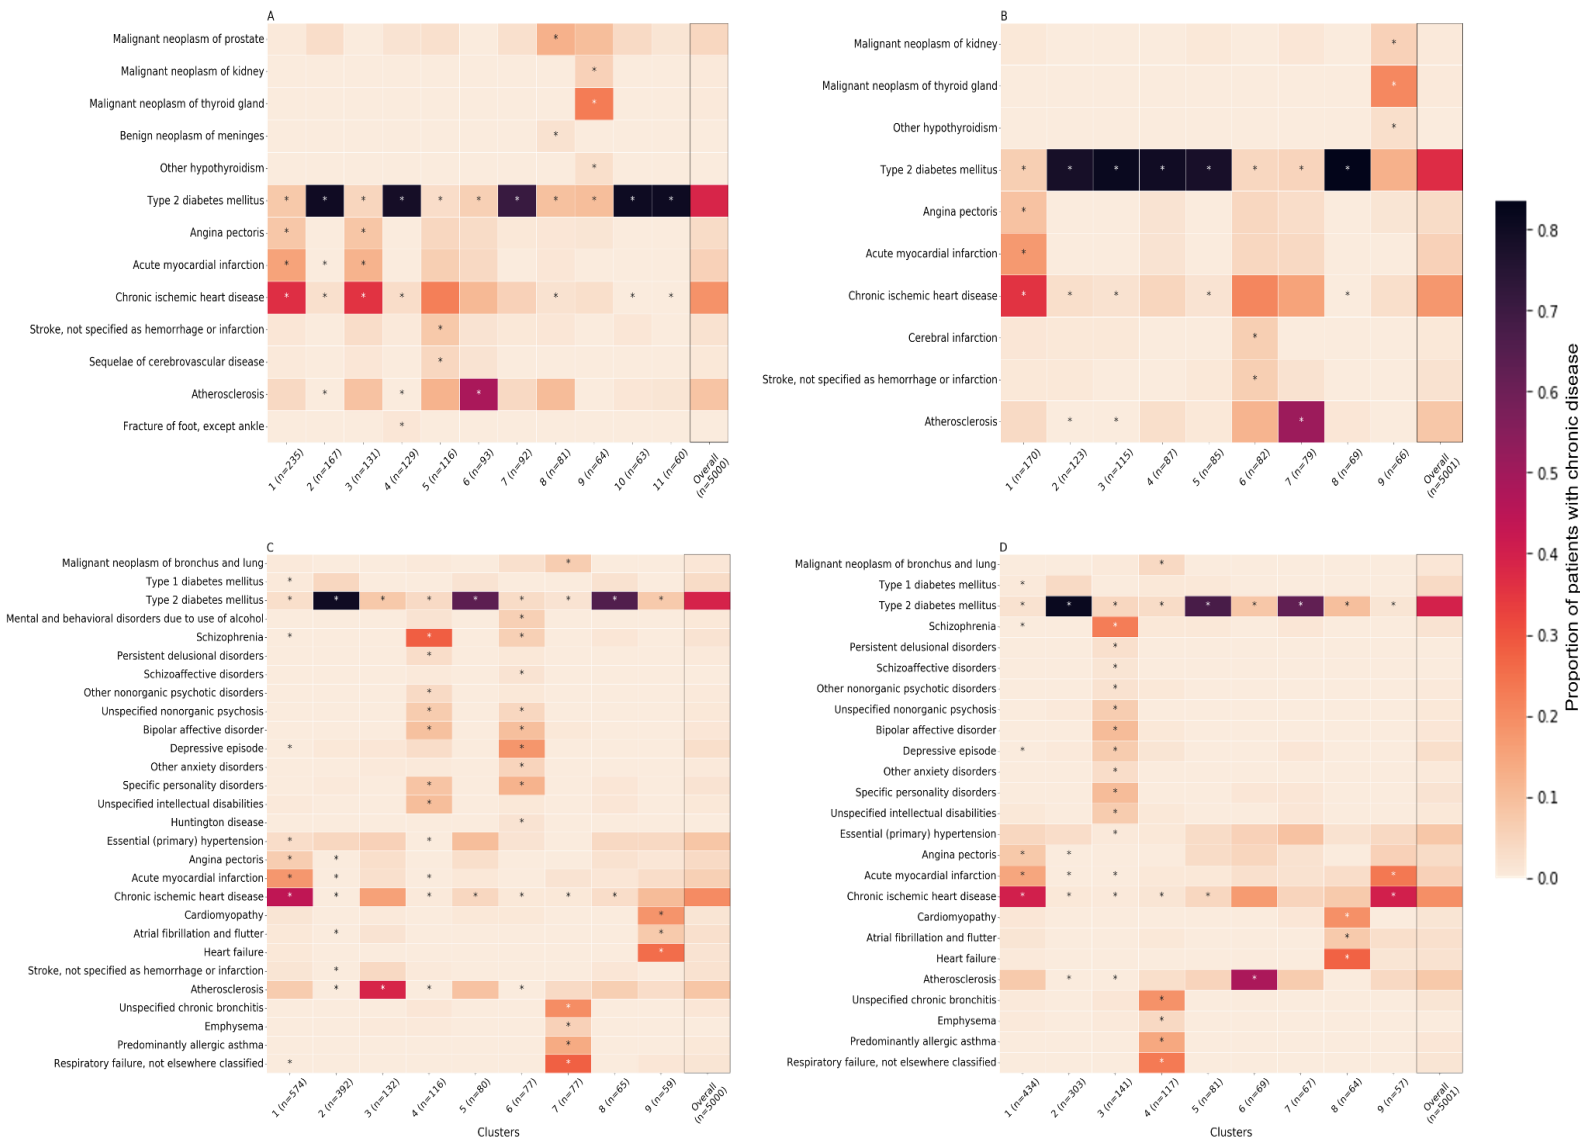 A
Malignant neoplasm of prostate
Malignant neoplasm of kidney
Malignant neoplasm of thyroid gland
Benign neoplasm of meninges
Other hypothyroidism
Type 2 diabetes mellitus
Angina pectoris
Acute myocardial infarction
Chronic ischemic heart disease
Stroke, not specified as hemorrhage or infarction
Sequelae of cerebrovascular disease
Atherosclerosis
Fracture of foot, except ankle
1 (n=235)
2 (n=167)
3 (n=131)
4 (n=129)
5 (n=116)
6 (n=93)
7 (n=92)
8 (n=81)
9 (n=64)
10 (n=63)
11 (n=60)
Overall
(n=5000)
B
Malignant neoplasm of kidney
Malignant neoplasm of thyroid gland
Other hypothyroidism
Type 2 diabetes mellitus
Angina pectoris
Acute myocardial infarction
Chronic ischemic heart disease
Cerebral infarction
Stroke, not specified as hemorrhage or infarction
Atherosclerosis
1 (n=170)
2 (n=123)
3 (n=115)
4 (n=87)
5 (n=85)
6 (n=82)
7 (n=79)
8 (n=69)
9 (n=66)
Overall
(n=5001)
C
Malignant neoplasm of bronchus and lung
Type 1 diabetes mellitus
Type 2 diabetes mellitus
Mental and behavioral disorders due to use of alcohol
Schizophrenia
Persistent delusional disorders
Schizoaffective disorders
Other nonorganic psychotic disorders
Unspecified nonorganic psychosis
Bipolar affective disorder
Depressive episode
Other anxiety disorders
Specific personality disorders
Unspecified intellectual disabilities
Huntington disease
Essential (primary) hypertension
Angina pectoris
Acute myocardial infarction
Chronic ischemic heart disease
Cardiomyopathy
Atrial fibrillation and flutter
Heart failure
Stroke, not specified as hemorrhage or infarction
Atherosclerosis
Unspecified chronic bronchitis
Emphysema
Predominantly allergic asthma
Respiratory failure, not elsewhere classified
1 (n=574)
2 (n=392)
3 (n=132)
4 (n=116)
5 (n=80)
6 (n=77)
7 (n=77)
8 (n=65)
9 (n=59)
Overall
(n=5000)
Clusters
D
Malignant neoplasm of bronchus and lung
Type 1 diabetes mellitus
Type 2 diabetes mellitus
Schizophrenia
Persistent delusional disorders
Schizoaffective disorders
Other nonorganic psychotic disorders
Unspecified nonorganic psychosis
Bipolar affective disorder
Depressive episode
Other anxiety disorders
Specific personality disorders
Unspecified intellectual disabilities
Essential (primary) hypertension
Angina pectoris
Acute myocardial infarction
Chronic ischemic heart disease
Cardiomyopathy
Atrial fibrillation and flutter
Heart failure
Atherosclerosis
Unspecified chronic bronchitis
Emphysema
Predominantly allergic asthma
Respiratory failure, not elsewhere classified
1 (n=434)
2 (n=303)
3 (n=141)
4 (n=117)
5 (n=81)
6 (n=69)
7 (n=67)
8 (n=64)
9 (n=57)
Overall
(n=5001)
Clusters
0.8
0.7
0.6
0.5
0.4
0.3
0.2
0.1
0.0
Proportion of patients with chronic disease